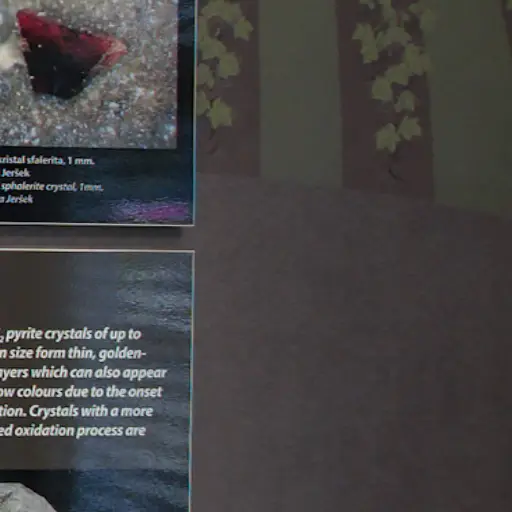 kristal sfalerita, 1 mm.
Jeršek
sphalerite crystal, 1mm.
a Jeršek
pyrite crystals of up to
n size form thin, golden-
ayers which can also appear
ow colours due to the onset
tion. Crystals with a more
ed oxidation process are